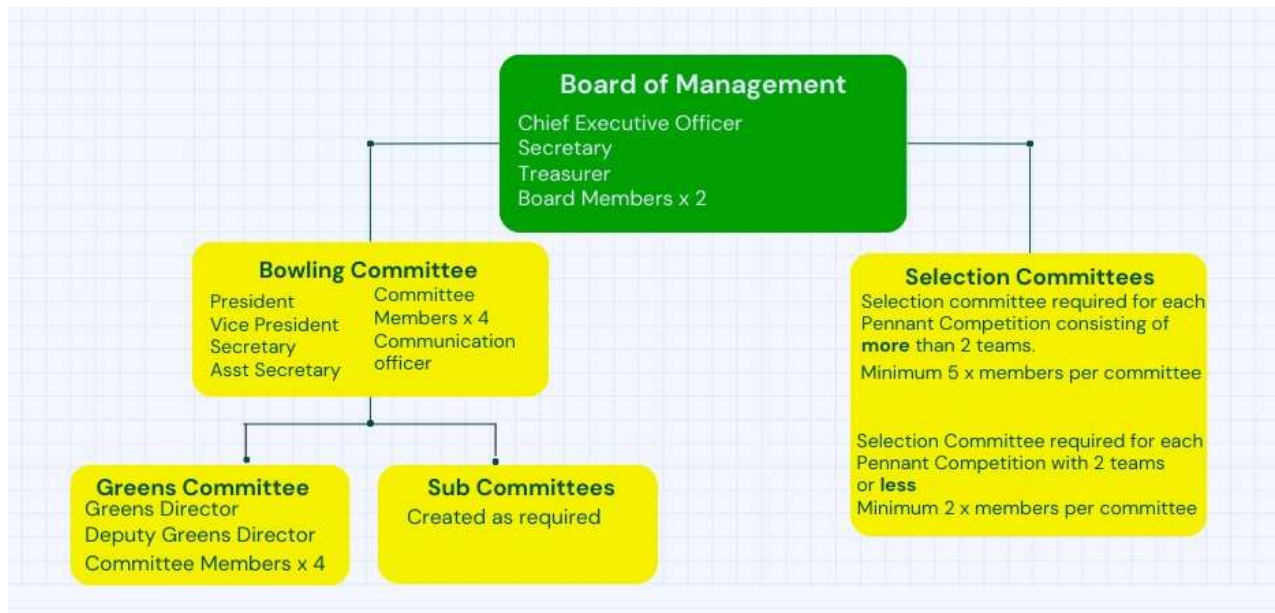 Board of Management
Chief Executive Officer
Secretary
Treasurer
Board Members x 2
Bowling Committee
President
Vice President
Secretary
Asst Secretary
Committee
Members x 4
Communication
officer
Selection Committees
Selection committee required for each
Pennant Competition consisting of
more than 2 teams.
Minimum 5 x members per committee
Selection Committee required for each
Pennant Competition with 2 teams
or less
Minimum 2 x members per committee
Greens Committee
Greens Director
Deputy Greens Director
Committee Members x 4
Sub Committees
Created as required